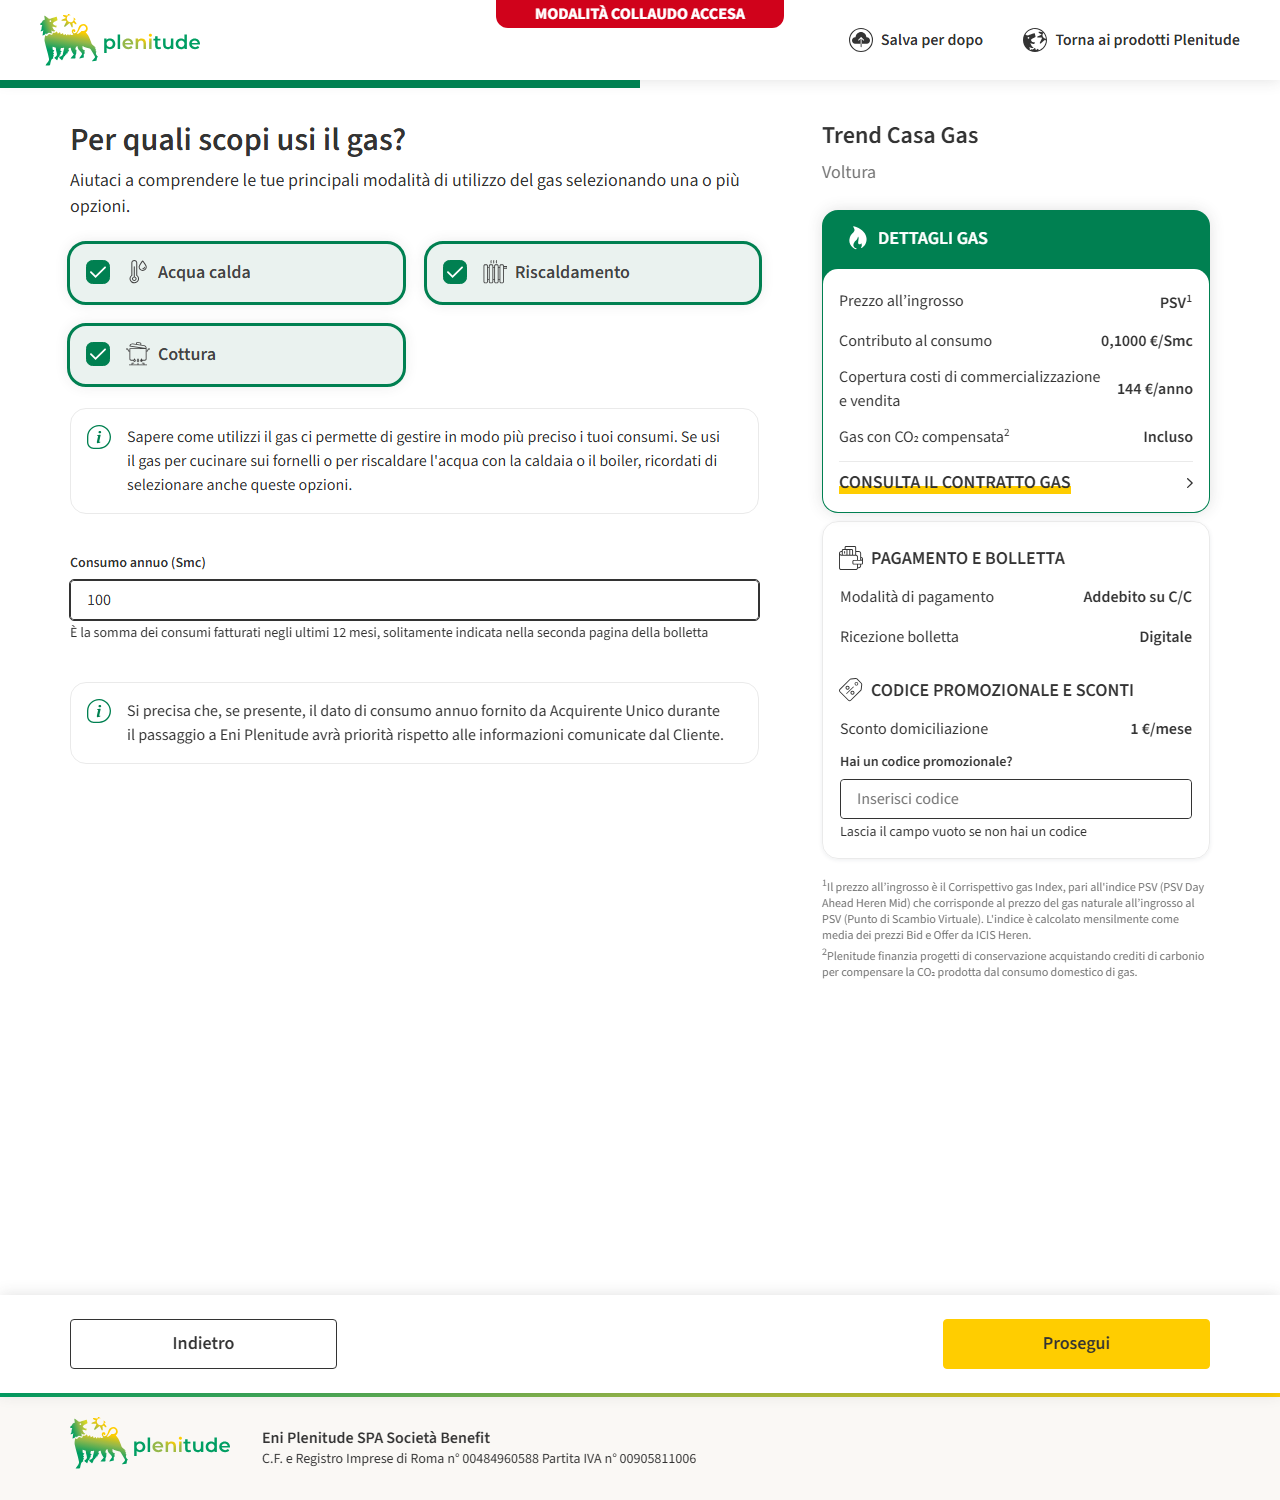 MODALITÀ COLLAUDO ACCESA
plenitude
Salva per dopo
Torna ai prodotti Plenitude
Per quali scopi usi il gas?
Aiutaci a comprendere le tue principali modalità di utilizzo del gas selezionando una o più
opzioni.
Acqua calda
Riscaldamento
Cottura
Sapere come utilizzi il gas ci permette di gestire in modo più preciso i tuoi consumi. Se usi
il gas per cucinare sui fornelli o per riscaldare l'acqua con la caldaia o il boiler, ricordati di
selezionare anche queste opzioni.
Consumo annuo (Smc)
100
È la somma dei consumi fatturati negli ultimi 12 mesi, solitamente indicata nella seconda pagina della bolletta
Si precisa che, se presente, il dato di consumo annuo fornito da Acquirente Unico durante
il passaggio a Eni Plenitude avrà priorità rispetto alle informazioni comunicate dal Cliente.
Trend Casa Gas
Voltura
DETTAGLI GAS
Prezzo all’ingrosso PSV¹
Contributo al consumo 0,1000 €/Smc
Copertura costi di commercializzazione
e vendita 144 €/anno
Gas con CO₂ compensata² Incluso
CONSULTA IL CONTRATTO GAS
PAGAMENTO E BOLLETTA
Modalità di pagamento Addebito su C/C
Ricezione bolletta Digitale
CODICE PROMOZIONALE E SCONTI
Sconto domiciliazione 1 €/mese
Hai un codice promozionale?
Inserisci codice
Lascia il campo vuoto se non hai un codice
¹Il prezzo all’ingrosso è il Corrispettivo gas Index, pari all'indice PSV (PSV Day
Ahead Heren Mid) che corrisponde al prezzo del gas naturale all’ingrosso al
PSV (Punto di Scambio Virtuale). L’indice è calcolato mensilmente come
media dei prezzi Bid e Offer da ICIS Heren.
²Plenitude finanzia progetti di conservazione acquistando crediti di carbonio
per compensare la CO₂ prodotta dal consumo domestico di gas.
Indietro
Prosegui
plenitude
Eni Plenitude SPA Società Benefit
C.F. e Registro Imprese di Roma n° 00484960588 Partita IVA n° 00905811006